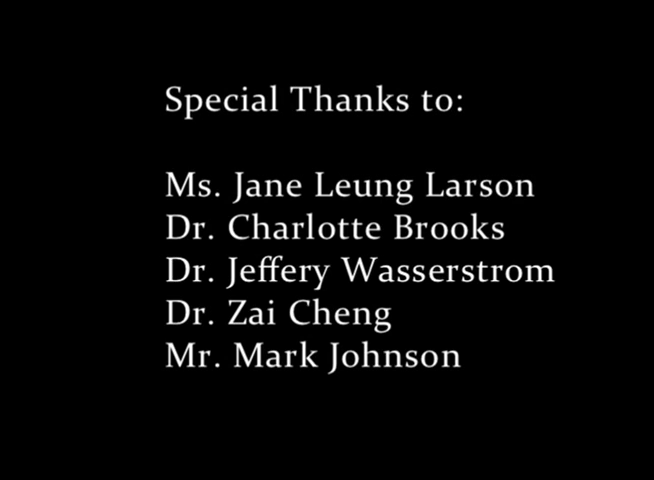 Special Thanks to:
Ms. Jane Leung Larson
Dr. Charlotte Brooks
Dr. Jeffery Wasserstrom
Dr. Zai Cheng
Mr. Mark Johnson